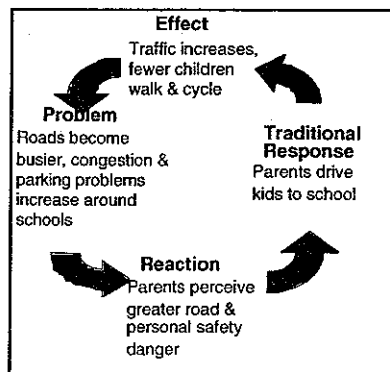 Effect
Traffic increases,
fewer children
walk & cycle
Problem
Roads become
busier, congestion &
parking problems
increase around
schools
Reaction
Parents perceive
greater road &
personal safety
danger
Traditional
Response
Parents drive
kids to school